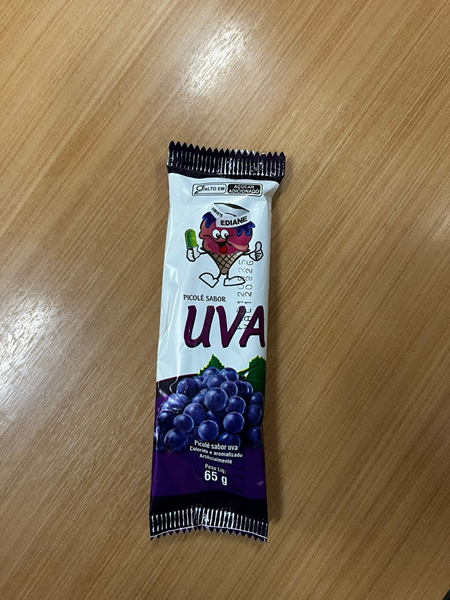 ALTO EM
AÇÚCAR
ADICIONADO
EDIANE
PICOLÉ SABOR
UVA
Picolé sabor uva
Colorido e aromatizado
Artificialmente
Peso Líq:
65 g